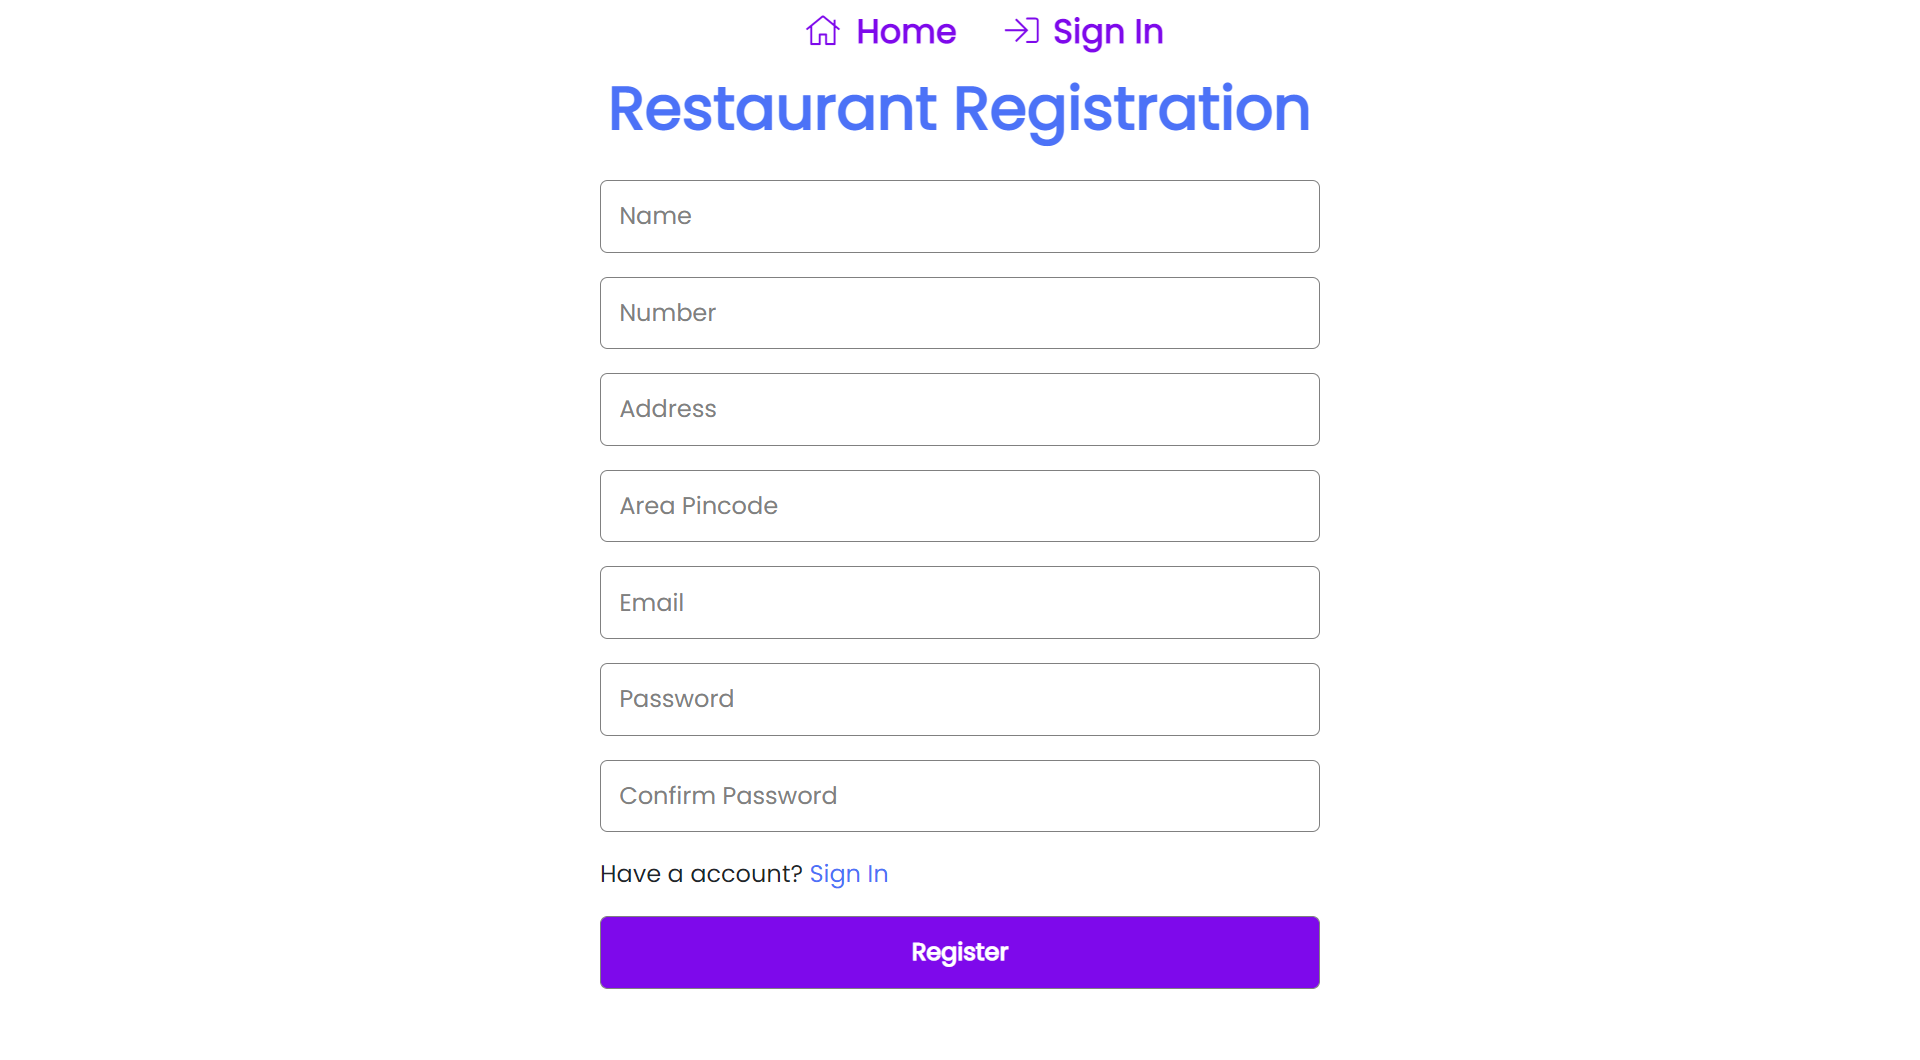 Home Sign In
Restaurant Registration
Name
Number
Address
Area Pincode
Email
Password
Confirm Password
Have a account? Sign In
Register